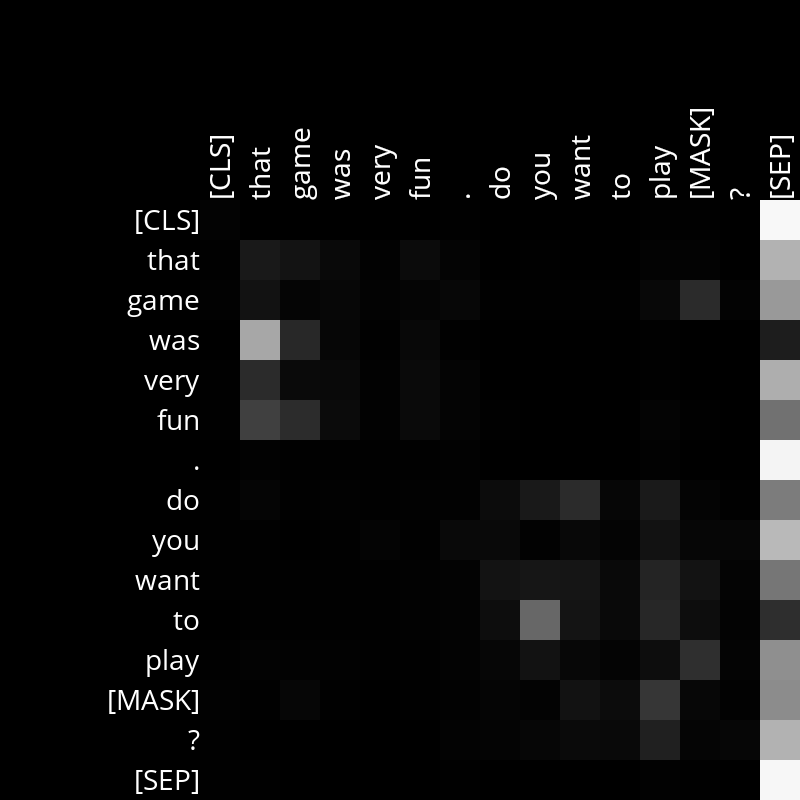 [CLS] that game was very fun . do you want to play [MASK] ? [SEP]
[CLS]
that
game
was
very
fun
.
do
you
want
to
play
[MASK]
?
[SEP]